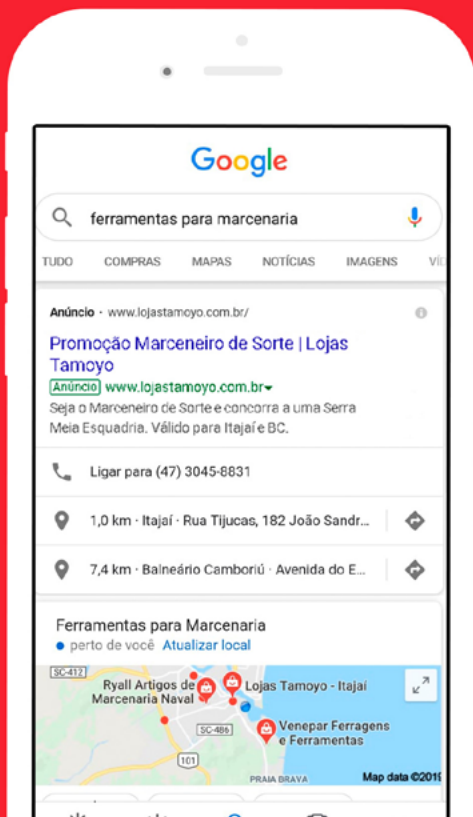 Google
ferramentas para marcenaria
TUDO COMPRAS MAPAS NOTÍCIAS IMAGENS
Anúncio · www.lojastamoyo.com.br/
Promoção Marceneiro de Sorte | Lojas
Tamoyo
Anúncio www.lojastamoyo.com.br
Seja o Marceneiro de Sorte e concorra a uma Serra
Meia Esquadria. Válido para Itajaí e BC.
Ligar para (47) 3045-8831
1,0 km · Itajaí · Rua Tijucas, 182 João Sandr...
7,4 km · Balneário Camboriú · Avenida do E...
Ferramentas para Marcenaria
perto de você Atualizar local
SC-412
Ryall Artigos de
Marcenaria Naval
Lojas Tamoyo - Itajaí
SC-486
Venepar Ferragens
e Ferramentas
101
PRAIA BRAVA
Map data ©2019